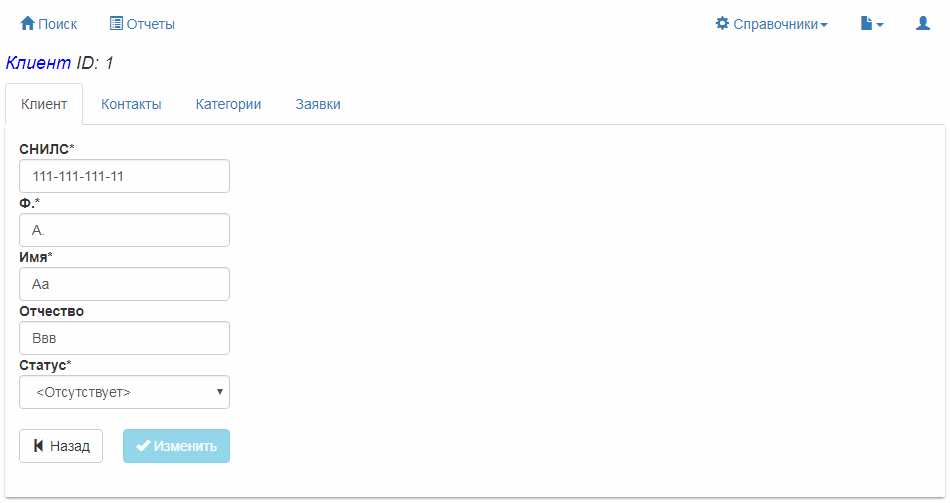 Поиск Отчеты Справочники
Клиент ID: 1
Клиент Контакты Категории Заявки
СНИЛС*
111-111-111-11
Ф.*
А.
Имя*
Аа
Отчество
Ввв
Статус*
<Отсутствует>
Назад Изменить